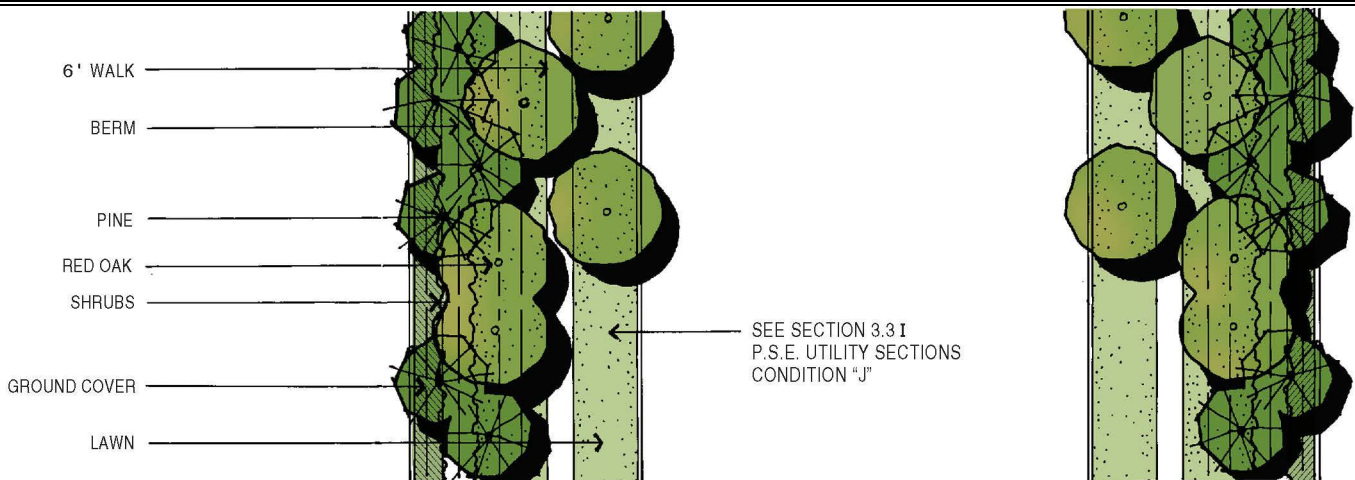 6' WALK
BERM
PINE
RED OAK
SHRUBS
SEE SECTION 3.3 I
P.S.E. UTILITY SECTIONS
CONDITION "J"
GROUND COVER
LAWN